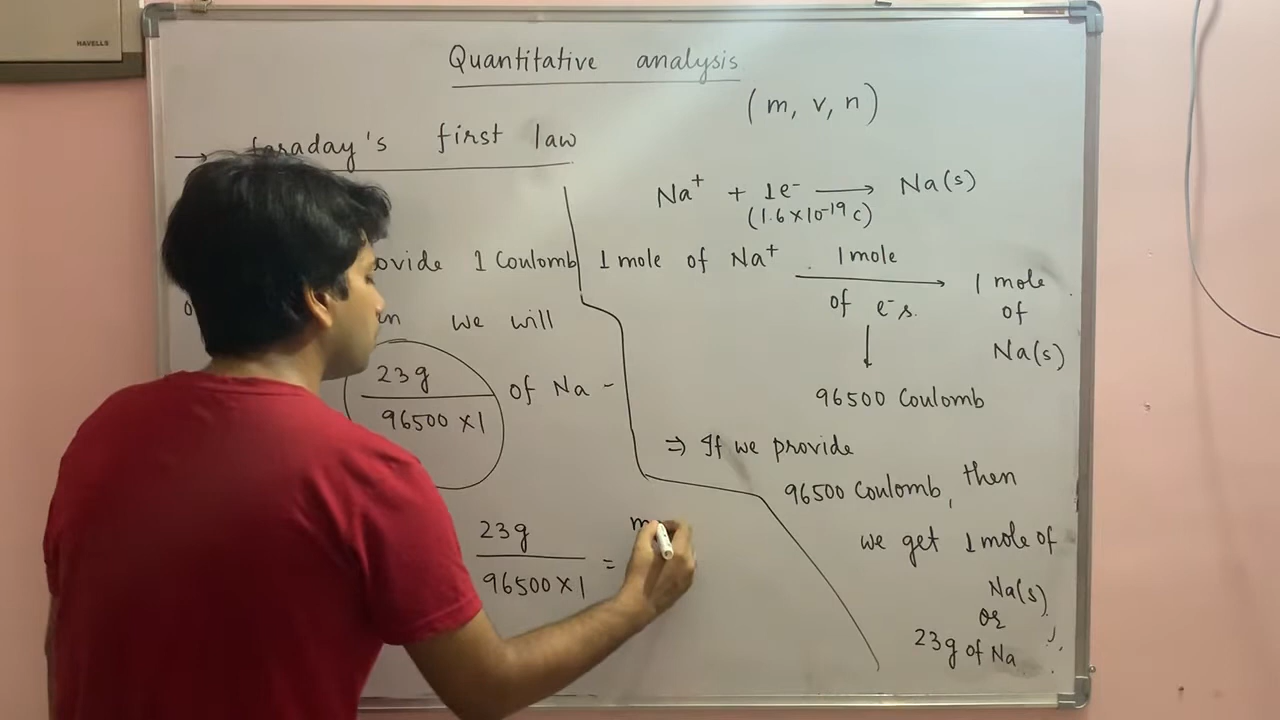 HAVELLS
Quantitative analysis
(m, v, n)
→ faraday's first law
Na⁺ + 1e⁻ → Na(s)
(1.6×10⁻¹⁹ C)
1 Coulomb
we will
23g
96500 × 1
of Na -
23g
96500 × 1
=
1 mole of Na⁺
1 mole
of e⁻s.
→
1 mole
of
Na(s)
↓
96500 Coulomb
⇒ If we provide
96500 Coulomb, then
we get 1 mole of
Na(s)
or
23g of Na